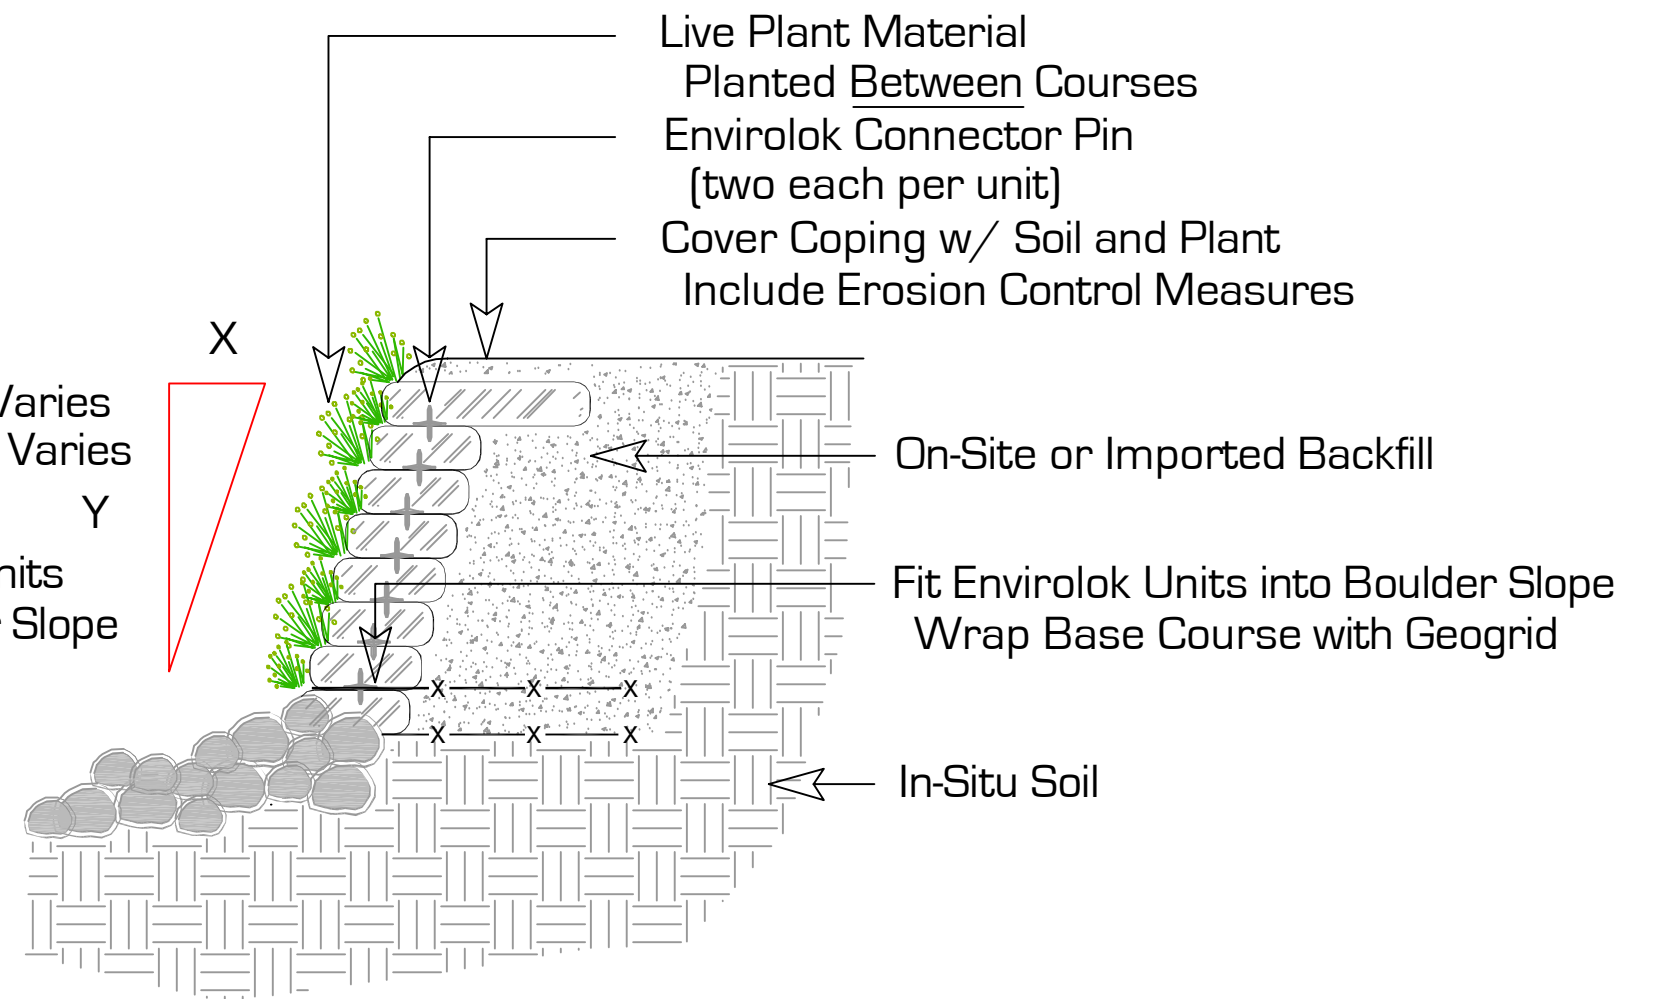 Live Plant Material
Planted Between Courses
Envirolok Connector Pin
(two each per unit)
Cover Coping w/ Soil and Plant
Include Erosion Control Measures
X
Varies
Varies
Y
Slope
On-Site or Imported Backfill
Fit Envirolok Units into Boulder Slope
Wrap Base Course with Geogrid
x x x
x x x
In-Situ Soil